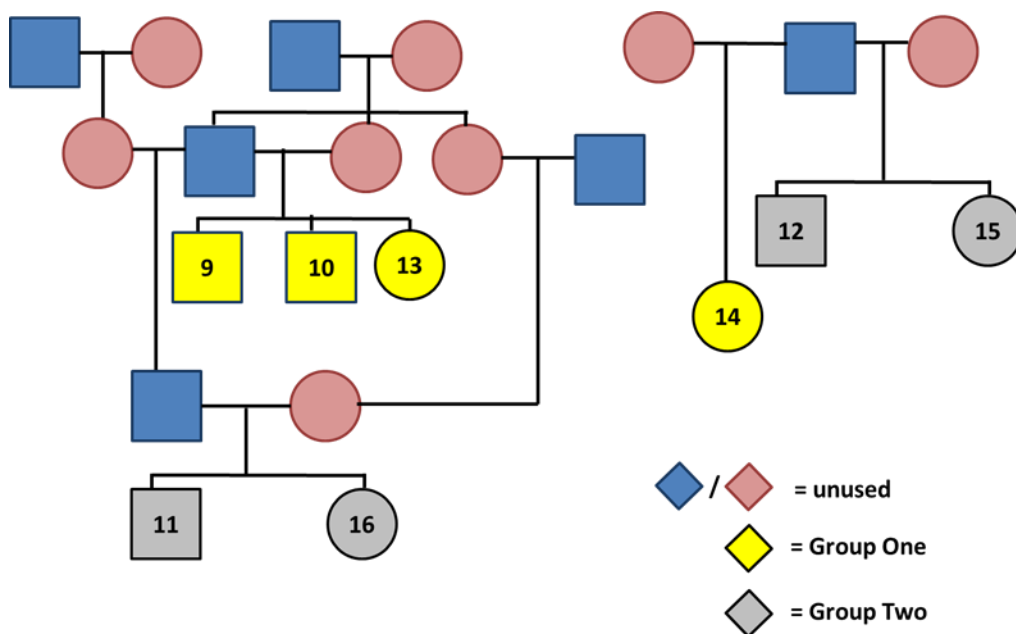 12
15
9
10
13
14
/ = unused
11
16
= Group One
= Group Two